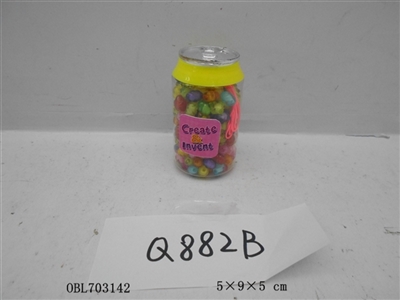 Create
& Invent
Q882B
OBL703142
5×9×5 cm